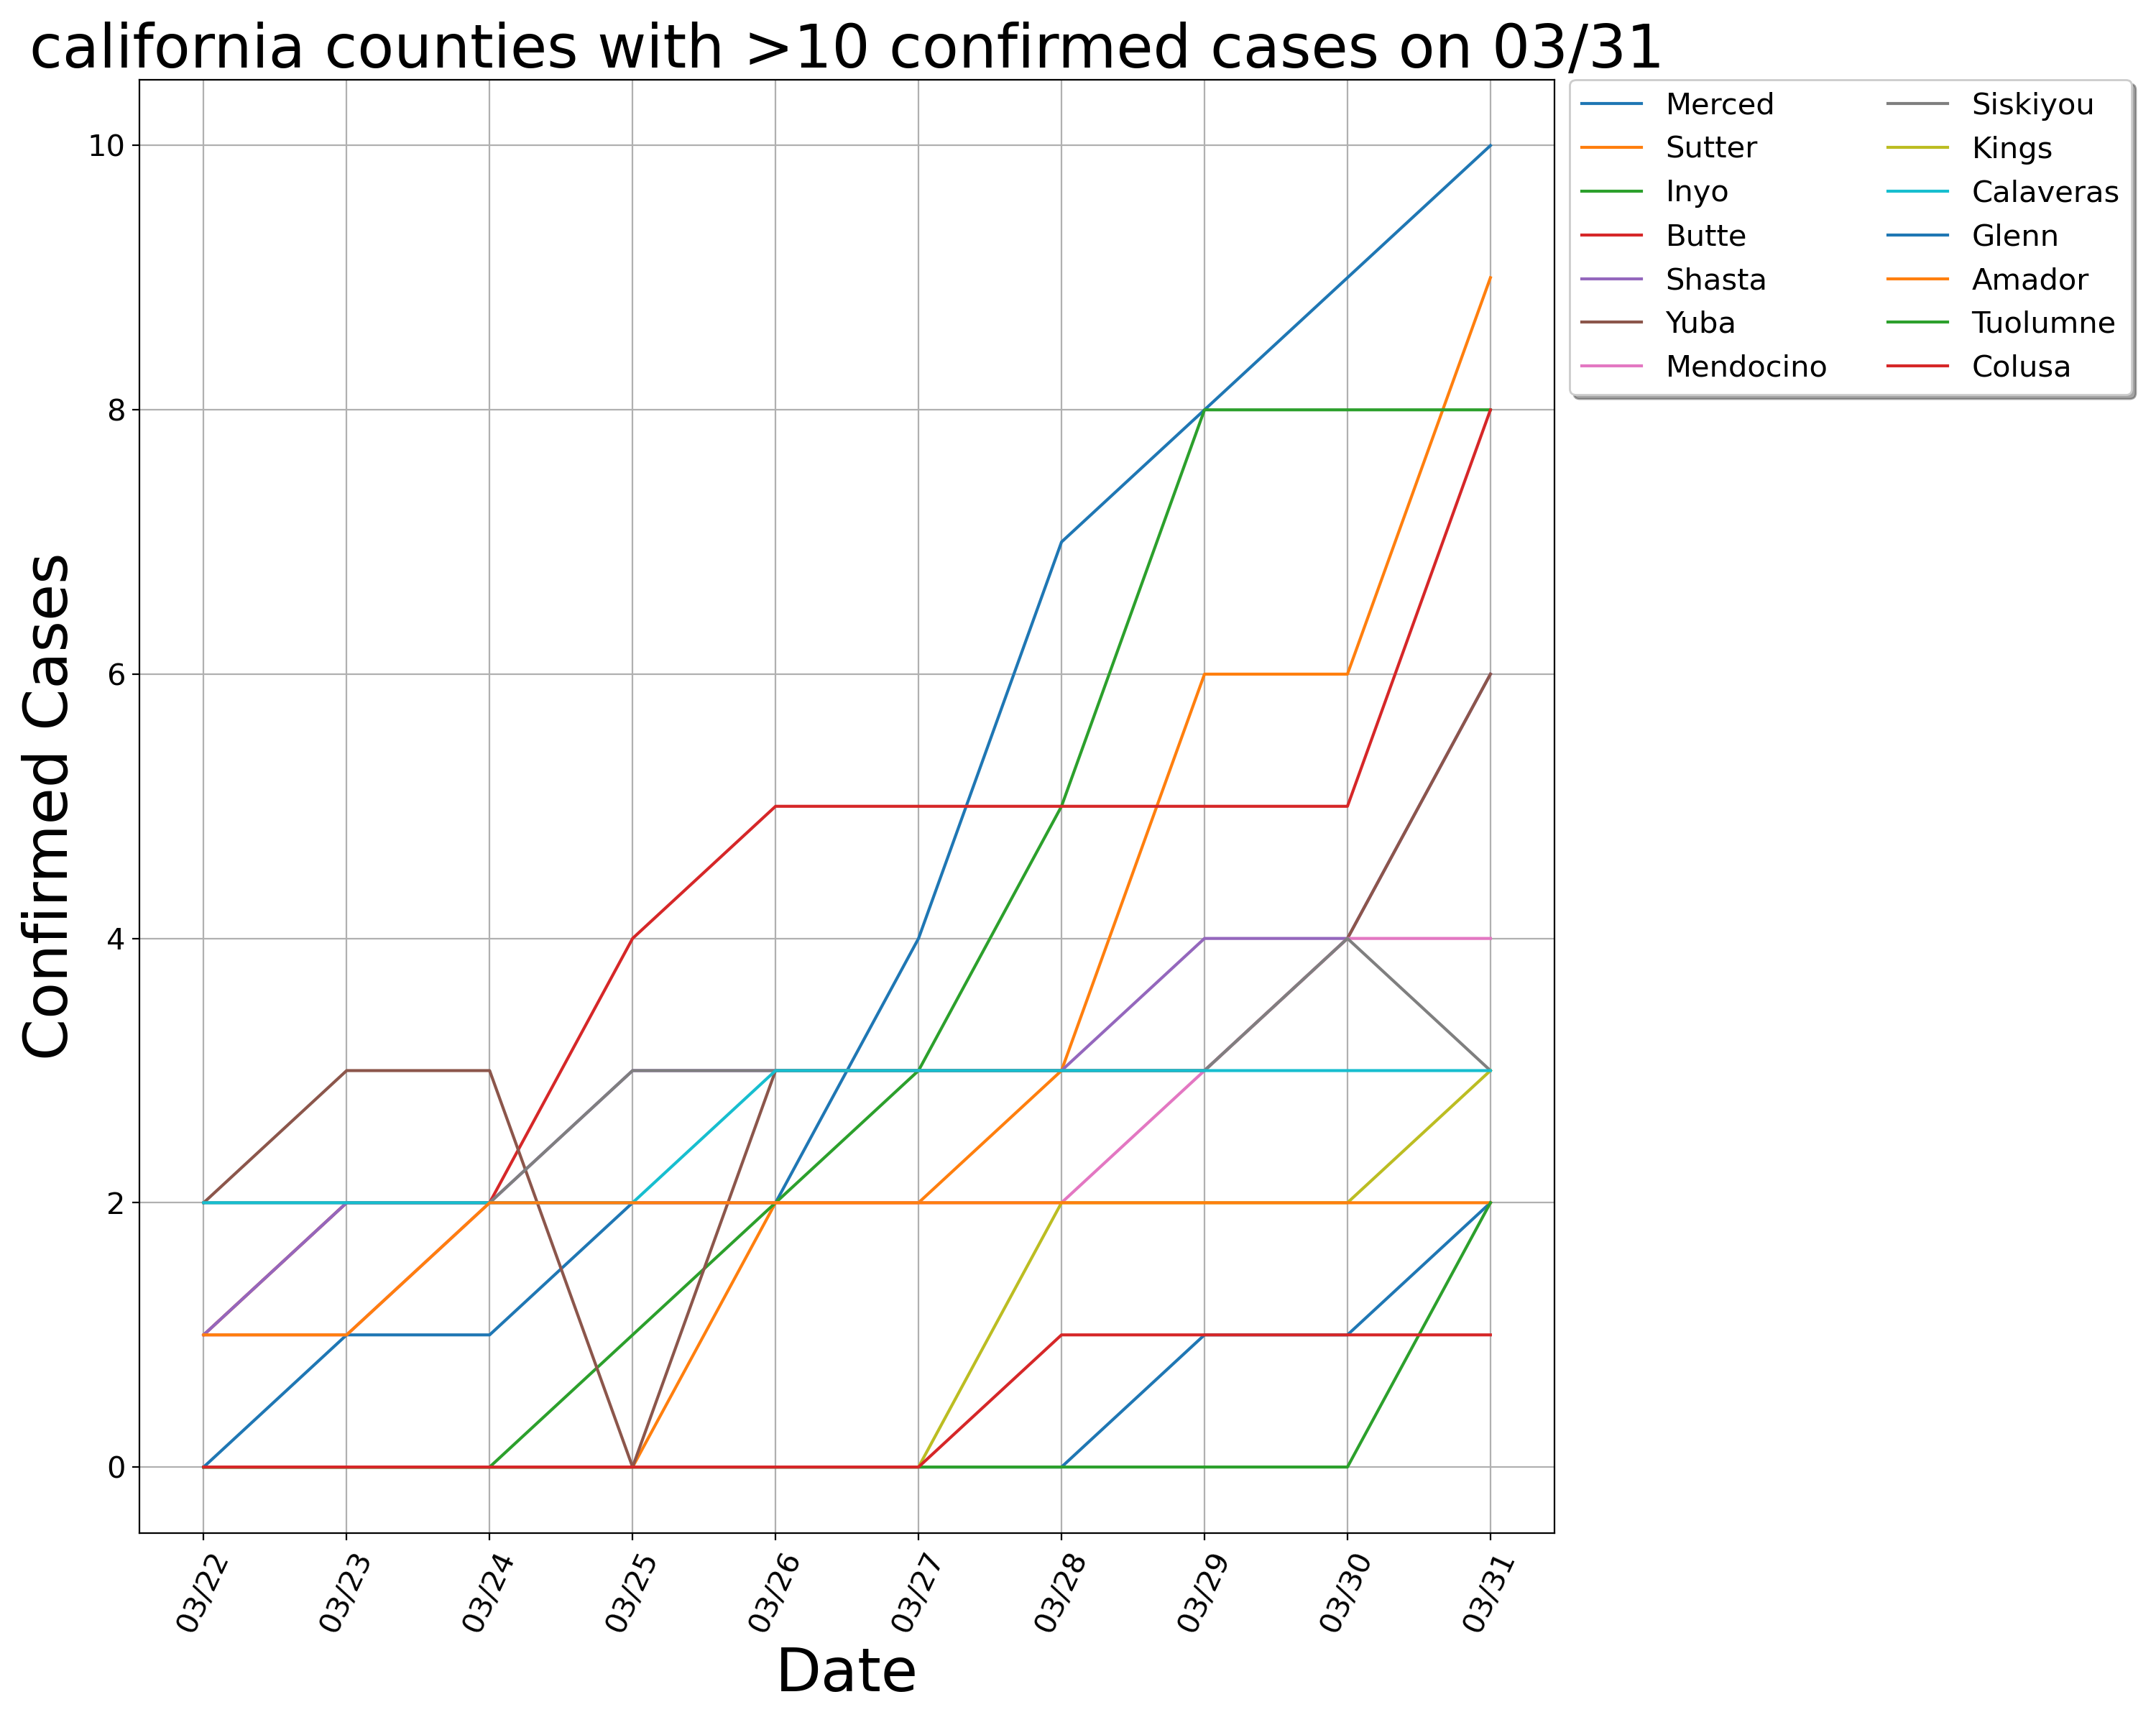 california counties with >10 confirmed cases on 03/31
Merced
Sutter
Inyo
Butte
Shasta
Yuba
Mendocino
Siskiyou
Kings
Calaveras
Glenn
Amador
Tuolumne
Colusa
Confirmed Cases
10
8
6
4
2
0
03/22
03/23
03/24
03/25
03/26
03/27
03/28
03/29
03/30
03/31
Date